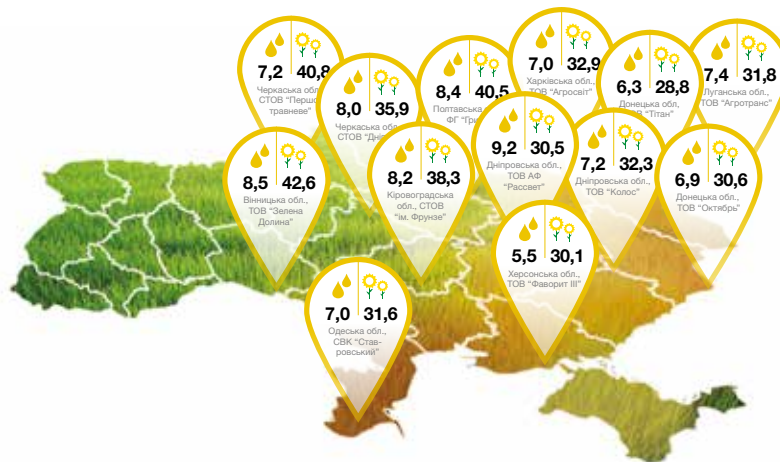 7,2 40,8
Черкаська обл.,
СТОВ "Першо-
травневе"
8,0 35,9
Черкаська обл.,
СТОВ
8,4 40,5
Полтавська
ФГ
7,0 32,9
Харківська обл.,
ТОВ "Агросвіт"
6,3 28,8
Донецька обл,
"Тітан"
7,4 31,8
Луганська обл.,
ТОВ "Агротранс"
8,5 42,6
Вінницька обл.,
ТОВ "Зелена
Долина"
8,2 38,3
Кіровоградська
обл., СТОВ
"ім. Фрунзе"
9,2 30,5
Дніпровська обл.,
ТОВ АФ
"Рассвет"
7,2 32,3
Дніпровська обл.,
ТОВ "Колос"
6,9 30,6
Донецька обл.,
ТОВ "Октябрь"
5,5 30,1
Херсонська обл.,
ТОВ "Фаворит ІІІ"
7,0 31,6
Одеська обл.,
СВК "Став-
ровський"